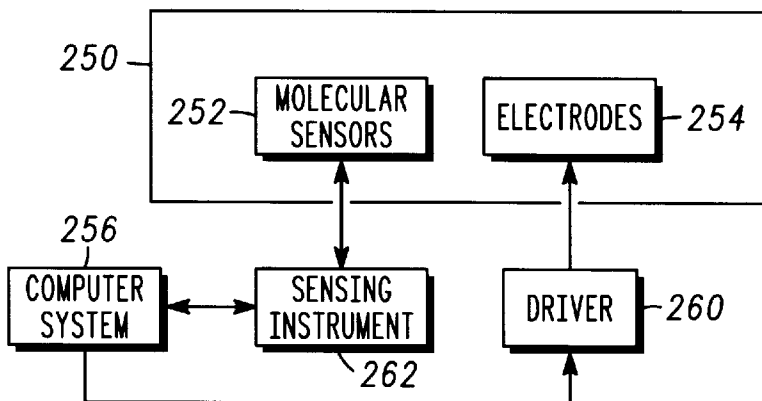 250
252
MOLECULAR
SENSORS
ELECTRODES
254
256
COMPUTER
SYSTEM
SENSING
INSTRUMENT
262
DRIVER
260